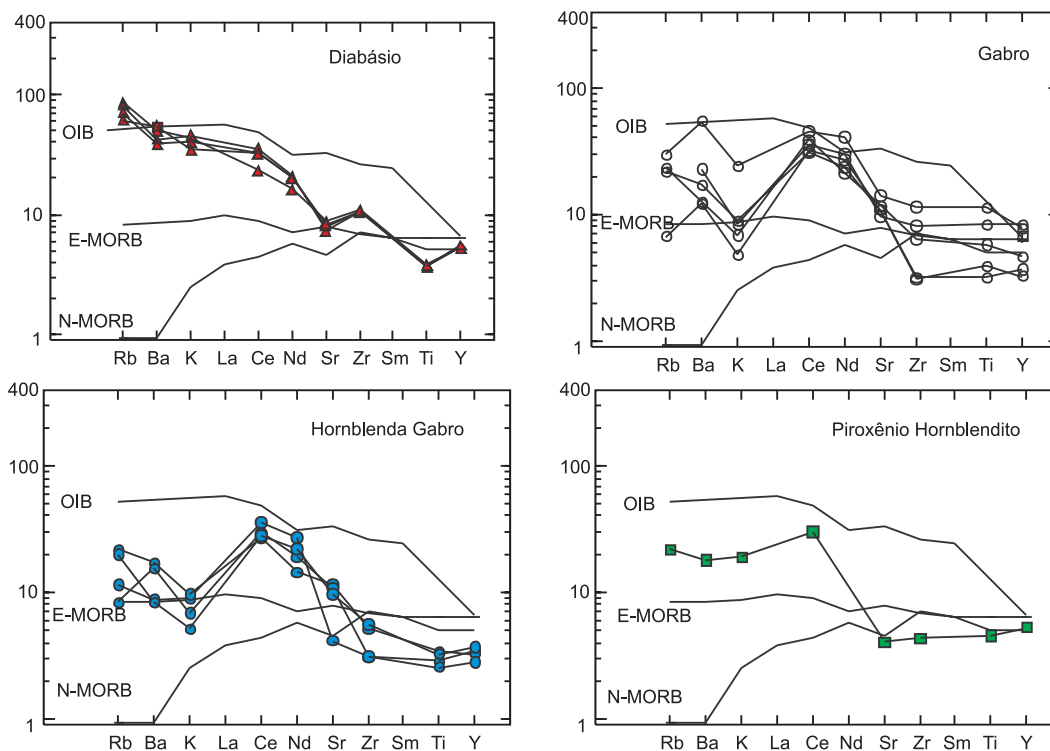 400
Diabásio
100
OIB
10
E-MORB
N-MORB
1
Rb Ba K La Ce Nd Sr Zr Sm Ti Y
400
Gabro
100
OIB
10
E-MORB
N-MORB
1
Rb Ba K La Ce Nd Sr Zr Sm Ti Y
400
Hornblenda Gabro
100
OIB
10
E-MORB
N-MORB
1
Rb Ba K La Ce Nd Sr Zr Sm Ti Y
400
Piroxênio Hornblendito
100
OIB
10
E-MORB
N-MORB
1
Rb Ba K La Ce Nd Sr Zr Sm Ti Y